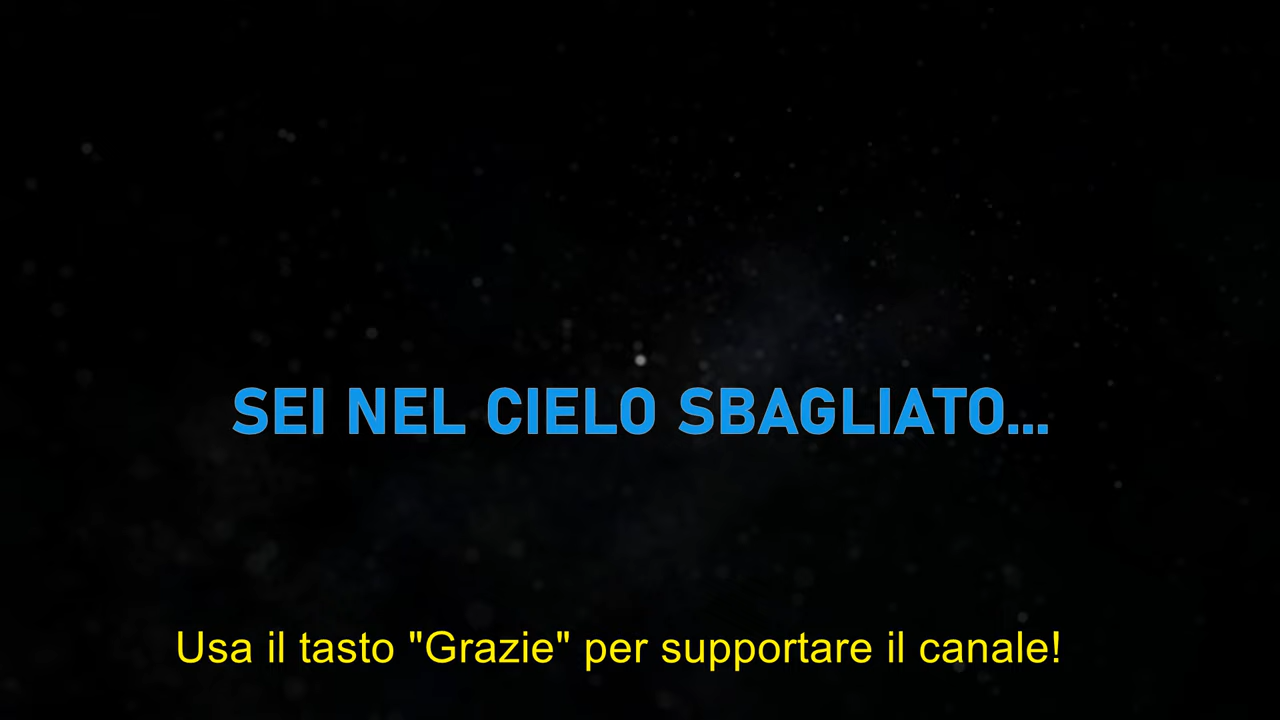 SEI NEL CIELO SBAGLIATO...
Usa il tasto "Grazie" per supportare il canale!